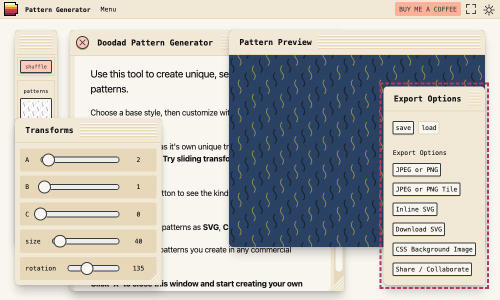 Pattern Generator
Menu
BUY ME A COFFEE
shuffle
patterns
Doodad Pattern Generator
Use this tool to create unique, se
patterns.
Choose a base style, then customize wit
as it's own unique
Try sliding transfo
tton to see the kind
patterns as SVG, C
patterns you create in any commercial
Click 'X' to close this window and start creating your own
Pattern Preview
Transforms
A 2
B 1
C 0
size 40
rotation 135
Export Options
save load
Export Options
JPEG or PNG
JPEG or PNG Tile
Inline SVG
Download SVG
CSS Background Image
Share / Collaborate